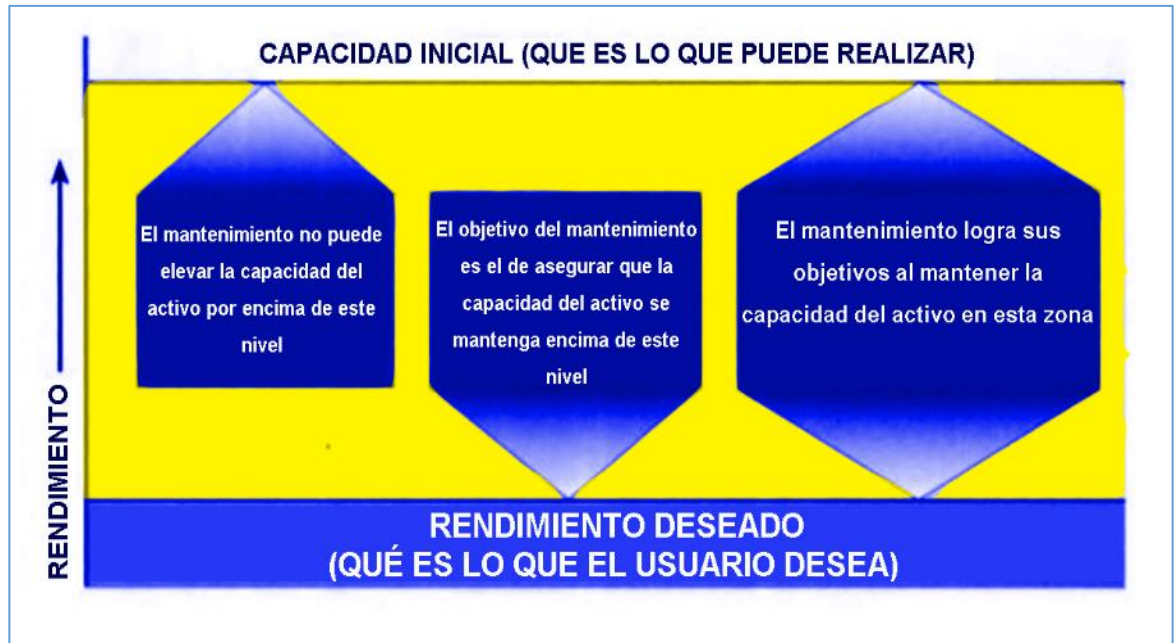 CAPACIDAD INICIAL (QUE ES LO QUE PUEDE REALIZAR)
RENDIMIENTO
El mantenimiento no puede
elevar la capacidad del
activo por encima de este
nivel
El objetivo del mantenimiento
es el de asegurar que la
capacidad del activo se
mantenga encima de este
nivel
El mantenimiento logra sus
objetivos al mantener la
capacidad del activo en esta zona
RENDIMIENTO DESEADO
(QUÉ ES LO QUE EL USUARIO DESEA)